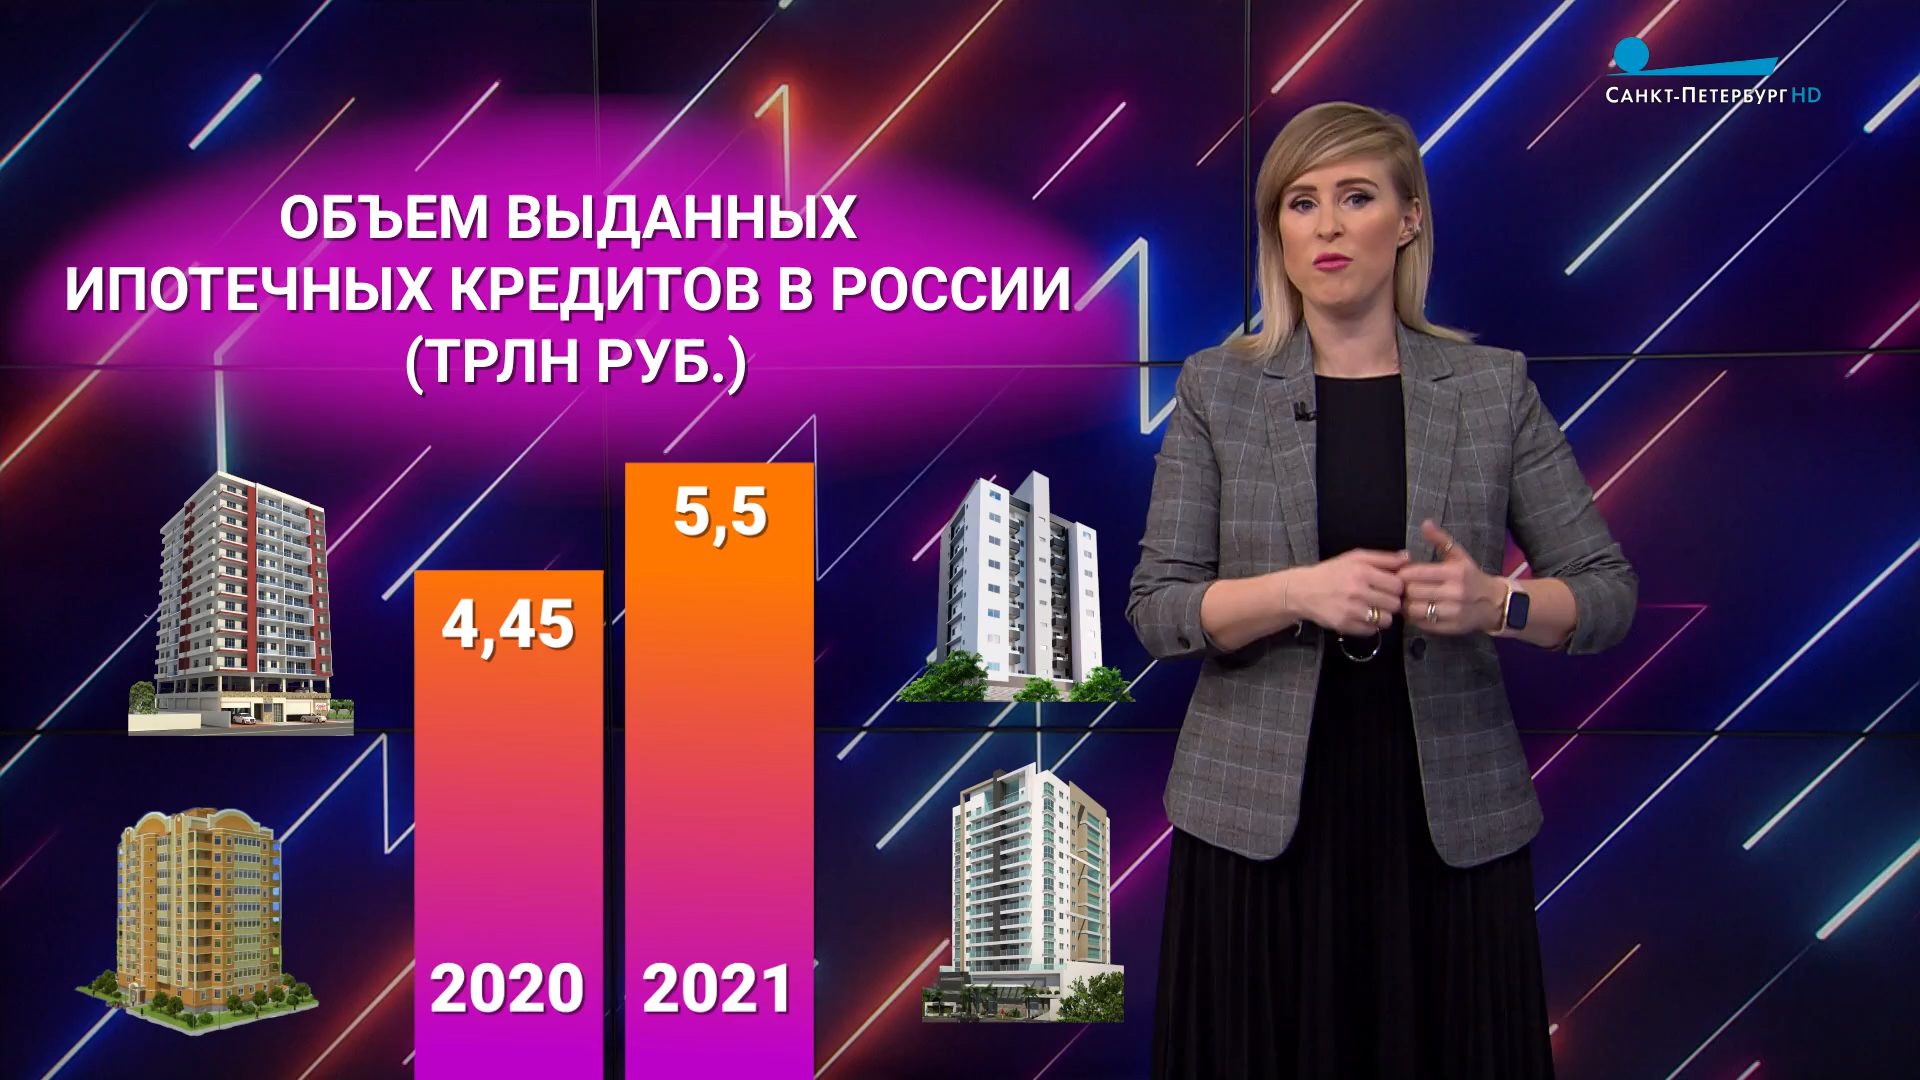 ОБЪЕМ ВЫДАННЫХ
ИПОТЕЧНЫХ КРЕДИТОВ В РОССИИ
(ТРЛН РУБ.)
4,45
5,5
2020
2021
САНКТ-ПЕТЕРБУРГ HD